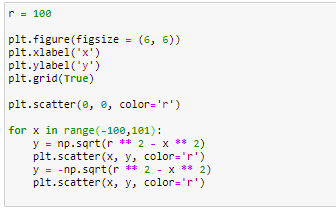 r = 100
plt.figure(figsize = (6, 6))
plt.xlabel('x')
plt.ylabel('y')
plt.grid(True)
plt.scatter(0, 0, color='r')
for x in range(-100,101):
    y = np.sqrt(r ** 2 - x ** 2)
    plt.scatter(x, y, color='r')
    y = -np.sqrt(r ** 2 - x ** 2)
    plt.scatter(x, y, color='r')